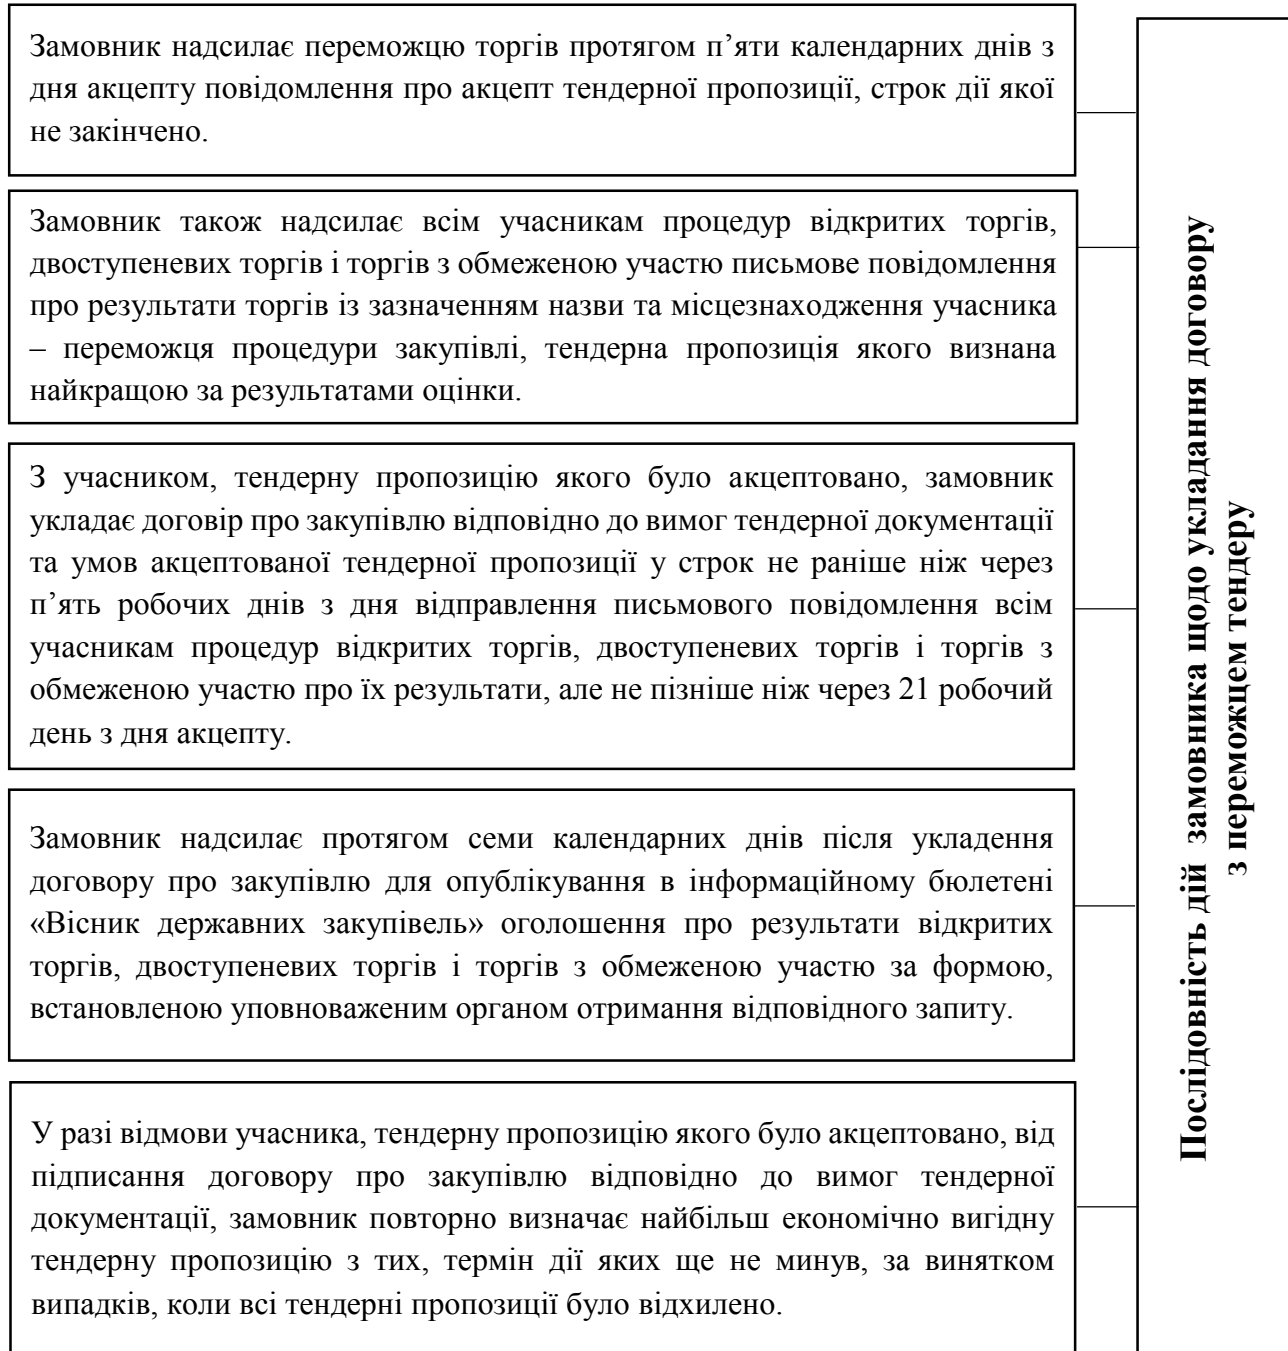 Замовник надсилає переможцю торгів протягом п’яти календарних днів з
дня акцепту повідомлення про акцепт тендерної пропозиції, строк дії якої
не закінчено.
Замовник також надсилає всім учасникам процедур відкритих торгів,
двоступеневих торгів і торгів з обмеженою участю письмове повідомлення
про результати торгів із зазначенням назви та місцезнаходження учасника
– переможця процедури закупівлі, тендерна пропозиція якого визнана
найкращою за результатами оцінки.
З учасником, тендерну пропозицію якого було акцептовано, замовник
укладає договір про закупівлю відповідно до вимог тендерної документації
та умов акцептованої тендерної пропозиції у строк не раніше ніж через
п’ять робочих днів з дня відправлення письмового повідомлення всім
учасникам процедур відкритих торгів, двоступеневих торгів і торгів з
обмеженою участю про їх результати, але не пізніше ніж через 21 робочий
день з дня акцепту.
Замовник надсилає протягом семи календарних днів після укладення
договору про закупівлю для опублікування в інформаційному бюлетені
«Вісник державних закупівель» оголошення про результати відкритих
торгів, двоступеневих торгів і торгів з обмеженою участю за формою,
встановленою уповноваженим органом отримання відповідного запиту.
У разі відмови учасника, тендерну пропозицію якого було акцептовано, від
підписання договору про закупівлю відповідно до вимог тендерної
документації, замовник повторно визначає найбільш економічно вигідну
тендерну пропозицію з тих, термін дії яких ще не минув, за винятком
випадків, коли всі тендерні пропозиції було відхилено.
Послідовність дій замовника щодо укладання договору
з переможцем тендеру